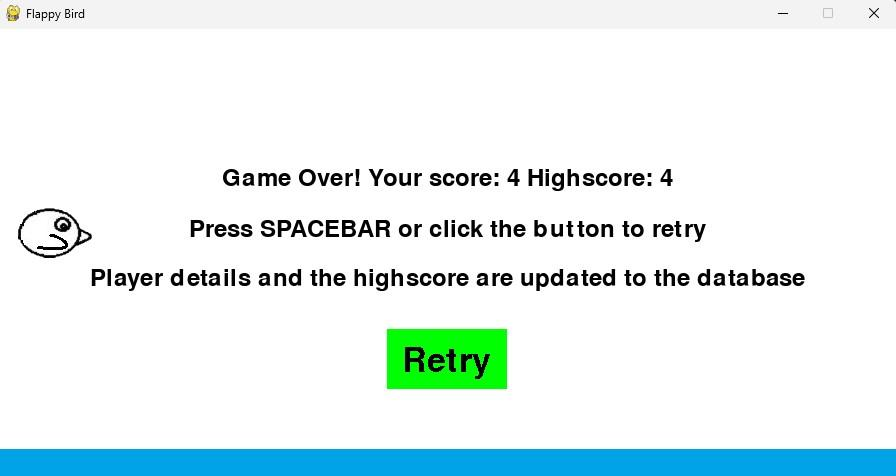 Flappy Bird
Game Over! Your score: 4 Highscore: 4
Press SPACEBAR or click the button to retry
Player details and the highscore are updated to the database
Retry